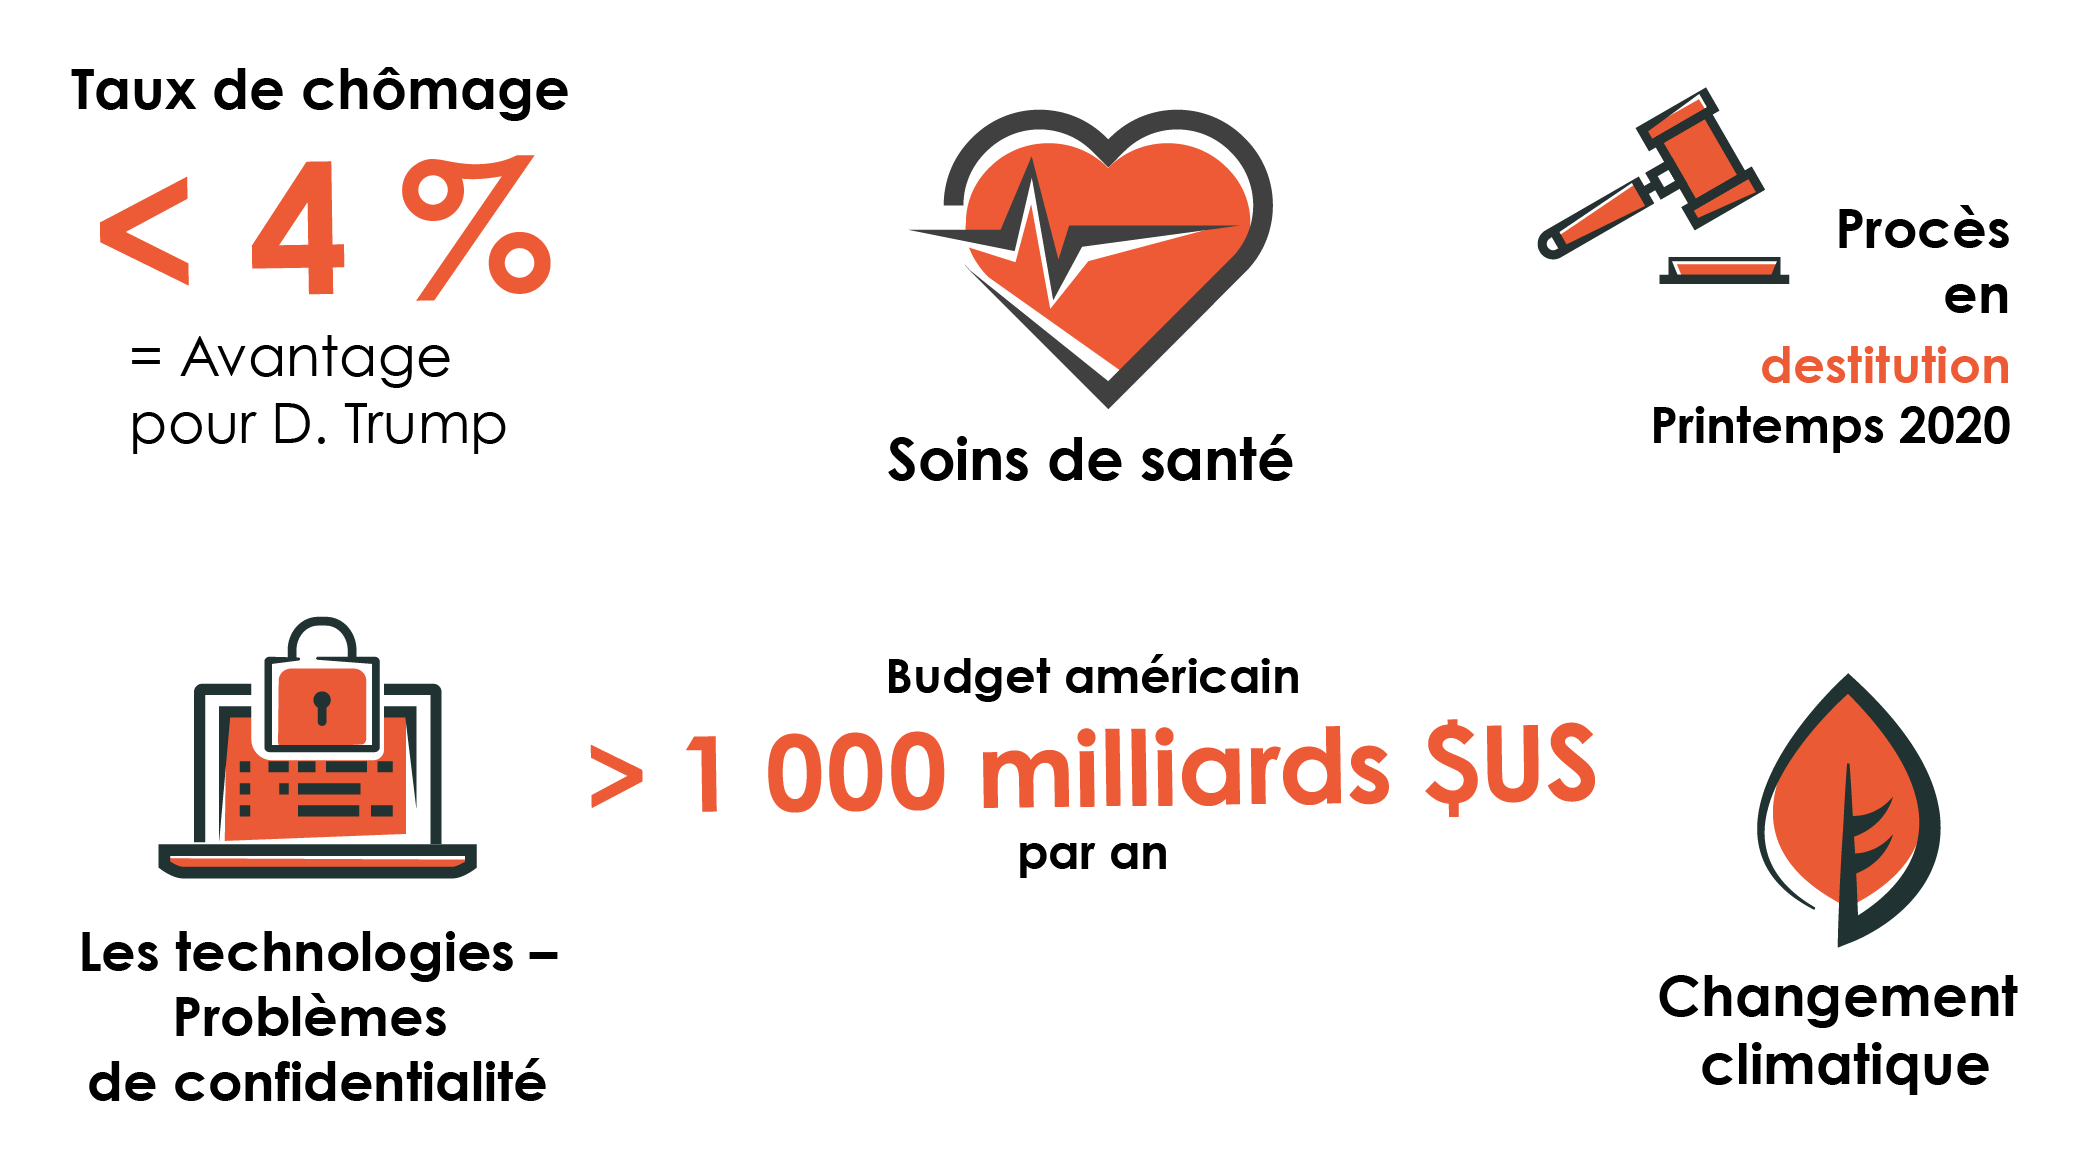 Taux de chômage
< 4 %
= Avantage
pour D. Trump
Soins de santé
Procès
en
destitution
Printemps 2020
Les technologies –
Problèmes
de confidentialité
Budget américain
> 1 000 milliards $US
par an
Changement
climatique